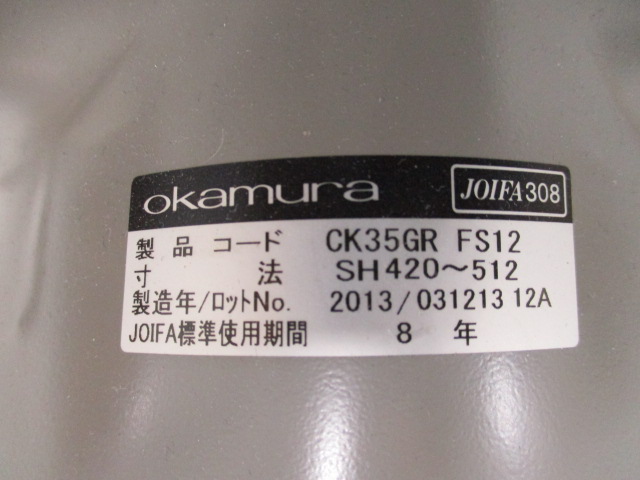 okamura JOIFA308
製品コード CK35GR FS12
寸法 SH420～512
製造年/ロットNo. 2013/031213 12A
JOIFA標準使用期間 8 年